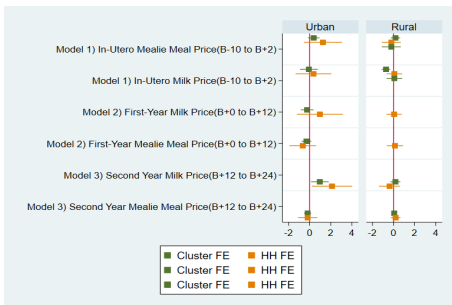 Urban Rural
Model 1) In-Utero Mealie Meal Price(B-10 to B+2)
Model 1) In-Utero Milk Price(B-10 to B+2)
Model 2) First-Year Milk Price(B+0 to B+12)
Model 2) First-Year Mealie Meal Price(B+0 to B+12)
Model 3) Second Year Milk Price(B+12 to B+24)
Model 3) Second Year Mealie Meal Price(B+12 to B+24)
-2 0 2 4 -2 0 2 4
Cluster FE HH FE
Cluster FE HH FE
Cluster FE HH FE